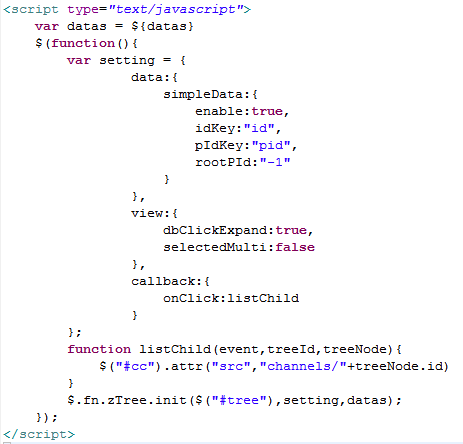 <script type="text/javascript">
    var datas = ${datas}
    $(function(){
        var setting = {
                data:{
                    simpleData:{
                        enable:true,
                        idKey:"id",
                        pIdKey:"pid",
                        rootPId:"-1"
                    }
                },
                view:{
                    dbClickExpand:true,
                    selectedMulti:false
                },
                callback:{
                    onClick:listChild
                }
        };
        function listChild(event,treeId,treeNode){
            $("#cc").attr("src","channels/"+treeNode.id)
        }
        $.fn.zTree.init($("#tree"),setting,datas);
    });
</script>